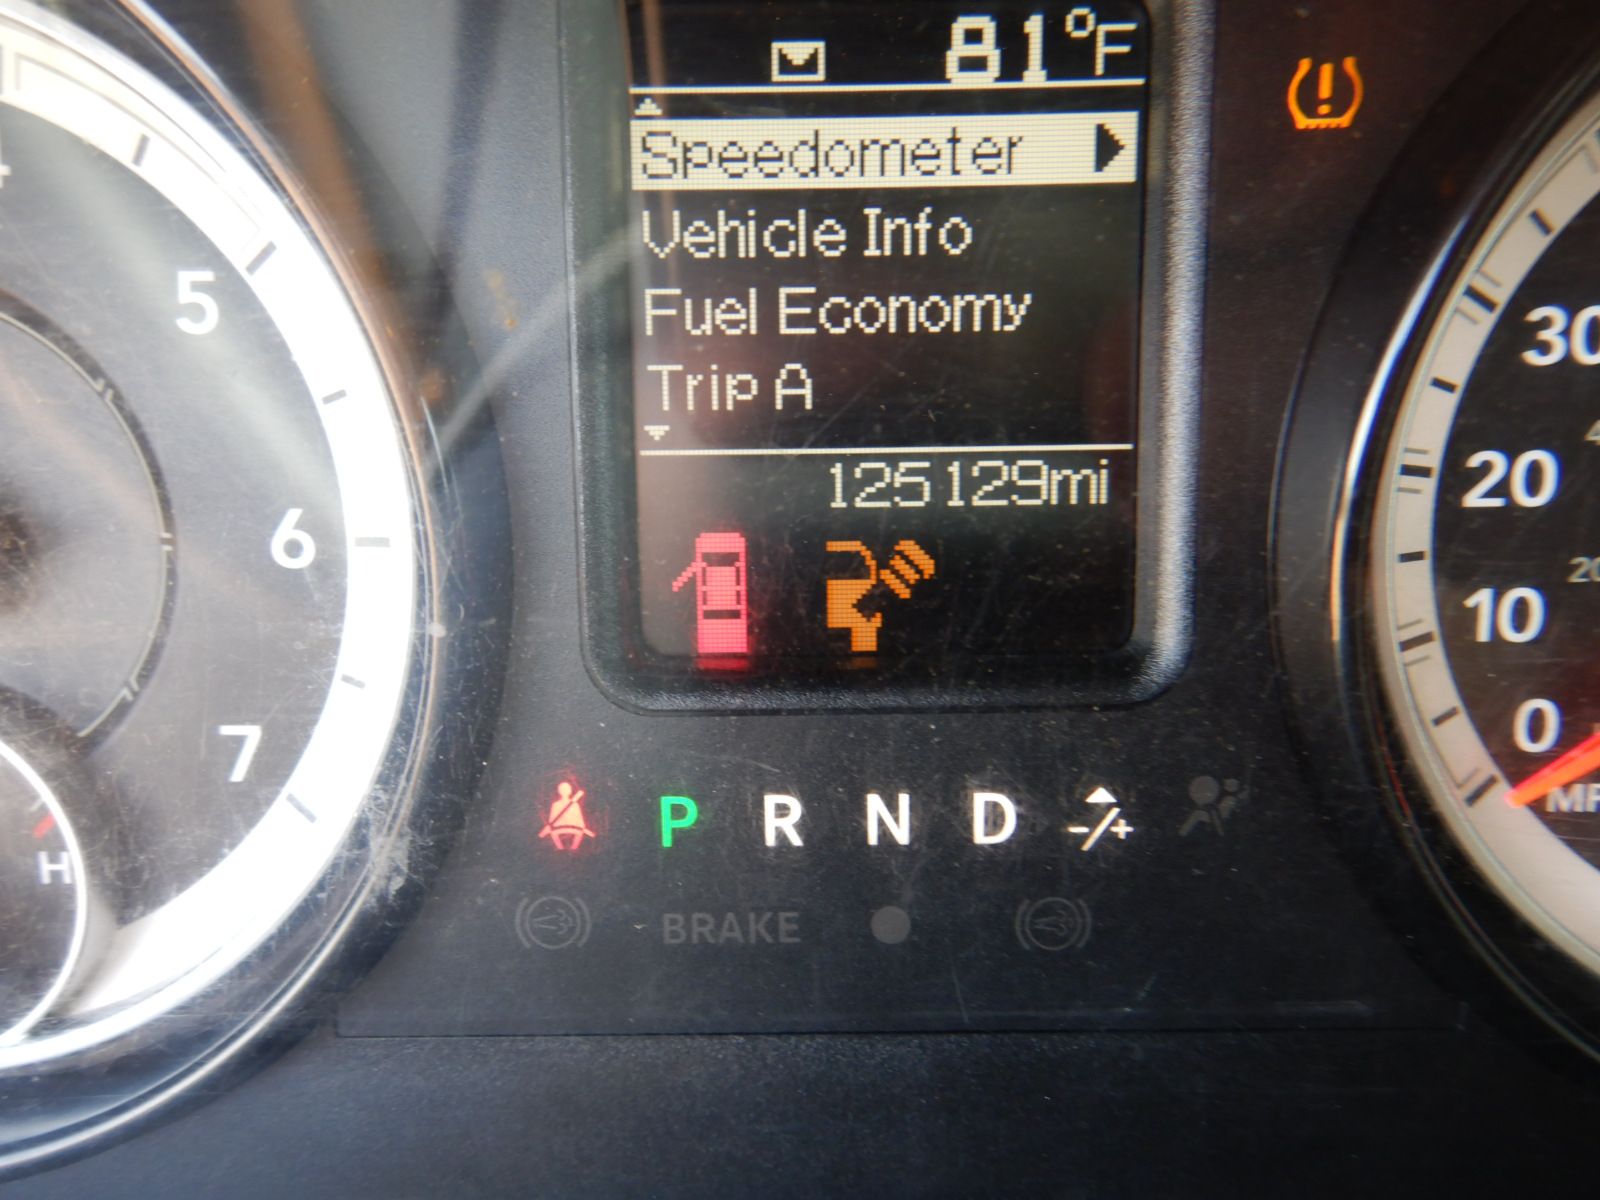 81°F
Speedometer
Vehicle Info
Fuel Economy
Trip A
125129mi
P R N D -/+
BRAKE
5
6
7
H
30
20
10
0